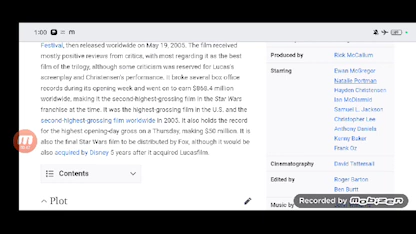 1:00
Festival, then released worldwide on May 19, 2005. The film received
mostly positive reviews from critics, with most regarding it as the best
film of the trilogy, although some criticism was reserved for Lucas's
screenplay and Christensen's performance. It broke several box office
records during its opening week and went on to earn $868.4 million
worldwide, making it the second-highest-grossing film in the Star Wars
franchise at the time. It was the highest-grossing film in the U.S. and the
second-highest-grossing film worldwide in 2005. It also holds the
record for the highest opening-day gross on a Thursday, making $50 million. It is
also the final Star Wars film to be distributed by Fox, although it would be
also acquired by Disney 5 years after it acquired Lucasfilm.
Contents
Plot
Produced by Rick McCallum
Starring Ewan McGregor
Natalie Portman
Hayden Christensen
Ian McDiarmid
Samuel L. Jackson
Christopher Lee
Anthony Daniels
Kenny Baker
Frank Oz
Cinematography David Tattersall
Edited by Roger Barton
Ben Burtt
Music by
Recorded by mobizen